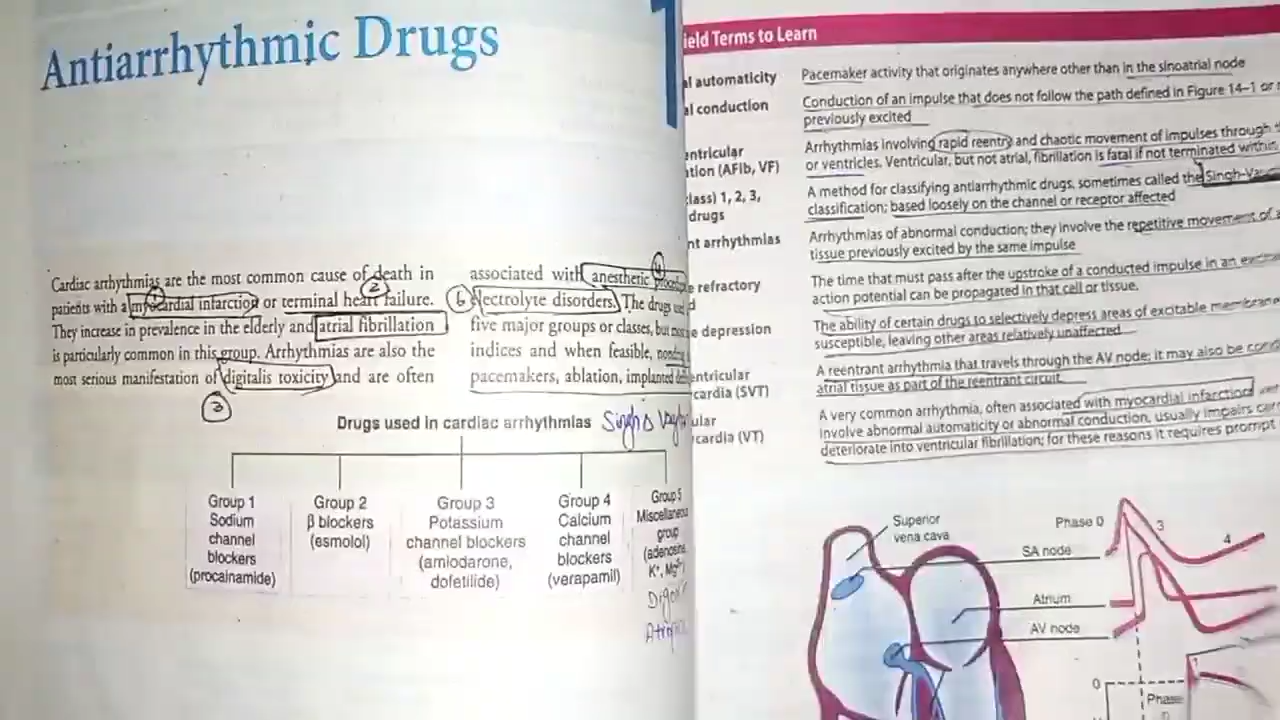 Antiarrhythmic Drugs
1
Cardiac arrhythmias are the most common cause of death in
patients with a myocardial infarction or terminal heart failure.
They increase in prevalence in the elderly and atrial fibrillation
is particularly common in this group. Arrhythmias are also the
most serious manifestation of digitalis toxicity and are often
1
2
3
associated with anesthetic
electrolyte disorders. The drugs used
five major groups or classes, but
indices and when feasible,
pacemakers, ablation, implanted
4
Drugs used in cardiac arrhythmias Singh
Group 1
Sodium
channel
blockers
(procainamide)
Group 2
β blockers
(esmolol)
Group 3
Potassium
channel blockers
(amiodarone,
dofetilide)
Group 4
Calcium
channel
blockers
(verapamil)
Group 5
Miscellaneous
group
(adenosine,
K+, Mg2+)
ield Terms to Learn
al automaticity
Pacemaker activity that originates anywhere other than in the sinoatrial node
al conduction
Conduction of an impulse that does not follow the path defined in Figure 14–1 or
previously excited
entricular
ation (AFib, VF)
Arrhythmias involving rapid reentry and chaotic movement of impulses through
or ventricles. Ventricular, but not atrial, fibrillation is fatal if not terminated within
class) 1, 2, 3,
drugs
A method for classifying antiarrhythmic drugs, sometimes called the Singh-
classification; based loosely on the channel or receptor affected
nt arrhythmias
Arrhythmias of abnormal conduction; they involve the repetitive movement of
tissue previously excited by the same impulse
e refractory
The time that must pass after the upstroke of a conducted impulse in an
action potential can be propagated in that cell or tissue.
e depression
The ability of certain drugs to selectively depress areas of excitable membrane
susceptible, leaving other areas relatively unaffected
entricular
cardia (SVT)
A reentrant arrhythmia that travels through the AV node; it may also be
atrial tissue as part of the reentrant circuit.
ular
cardia (VT)
A very common arrhythmia, often associated with myocardial infarction
involve abnormal automaticity or abnormal conduction, usually impairs
deteriorate into ventricular fibrillation; for these reasons it requires prompt
Superior
vena cava
Phase 0
3
4
SA node
Atrium
AV node
0
Phase